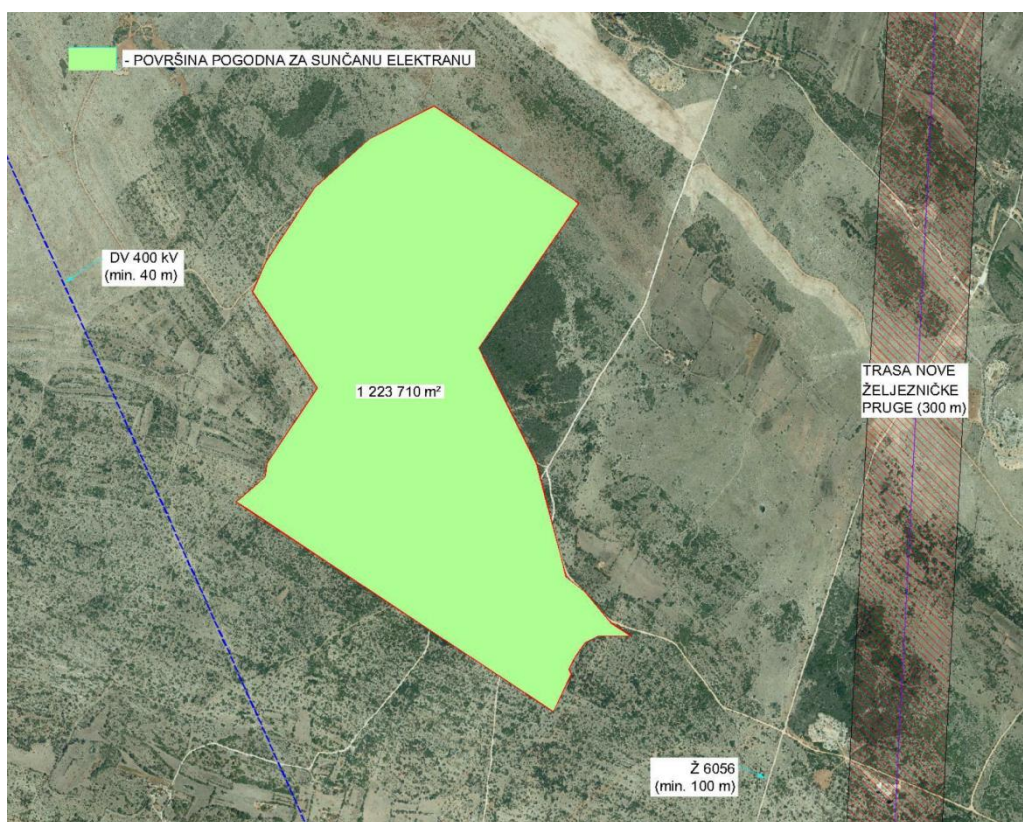 - POVRŠINA POGODNA ZA SUNČANU ELEKTRANU
DV 400 kV
(min. 40 m)
1 223 710 m²
TRASA NOVE
ŽELJEZNIČKE
PRUGE (300 m)
Ž 6056
(min. 100 m)